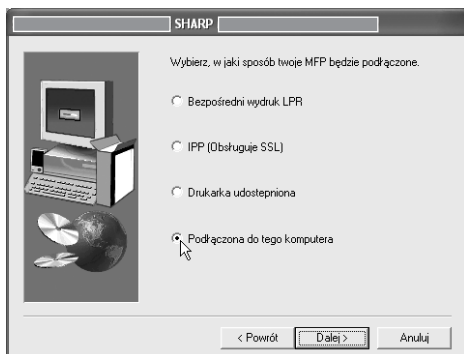 SHARP
Wybierz, w jaki sposób twoje MFP będzie podłączone.
Bezpośredni wydruk LPR
IPP (Obsługuje SSL)
Drukarka udostepniona
Podłączona do tego komputera
< Powrót Dalej > Anuluj